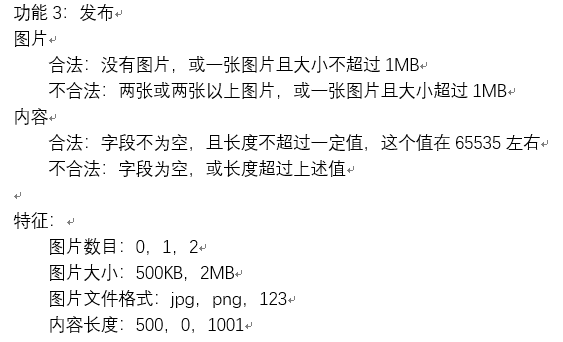 功能 3：发布
图片
合法：没有图片，或一张图片且大小不超过 1MB
不合法：两张或两张以上图片，或一张图片且大小超过 1MB
内容
合法：字段不为空，且长度不超过一定值，这个值在 65535 左右
不合法：字段为空，或长度超过上述值
特征：
图片数目：0，1，2
图片大小：500KB，2MB
图片文件格式：jpg，png，123
内容长度：500，0，1001